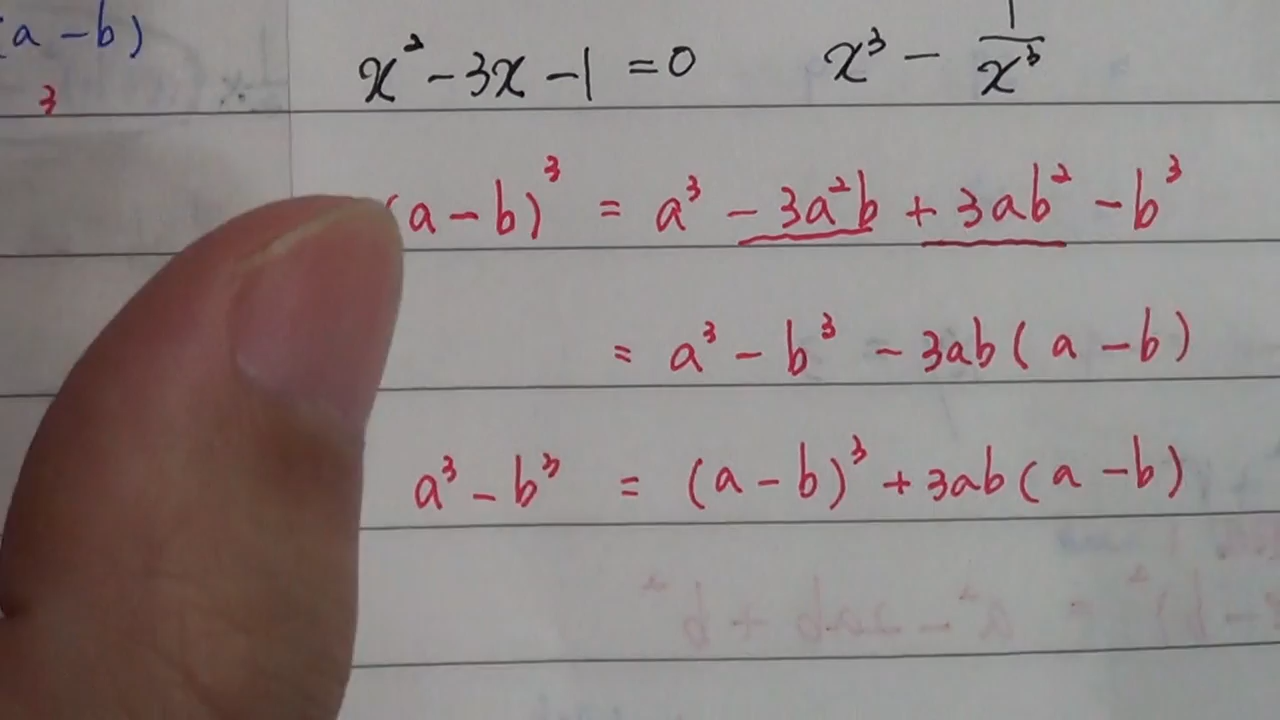 a - b)
3
x² - 3x - 1 = 0    x³ - 1/x³
(a - b)³ = a³ - 3a²b + 3ab² - b³
= a³ - b³ - 3ab(a - b)
a³ - b³ = (a - b)³ + 3ab(a - b)